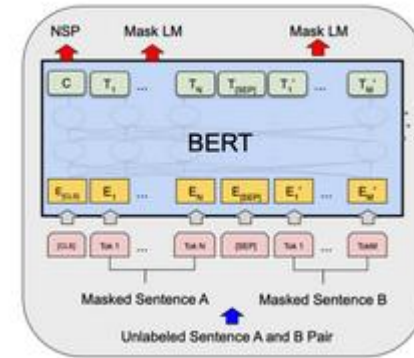 NSP Mask LM Mask LM
C T1 ... TN T[SEP] T1' ... TM'
BERT
E[CLS] E1 ... EN E[SEP] E1' ... EM'
[CLS] Tok 1 ... Tok N [SEP] Tok 1 ... TokM
Masked Sentence A Masked Sentence B
Unlabeled Sentence A and B Pair